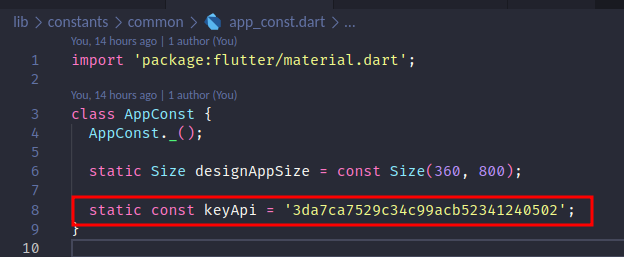 lib > constants > common > app_const.dart > ...
You, 14 hours ago | 1 author (You)
1 import 'package:flutter/material.dart';
2
You, 14 hours ago | 1 author (You)
3 class AppConst {
4 AppConst._();
5
6 static Size designAppSize = const Size(360, 800);
7
8 static const keyApi = '3da7ca7529c34c99acb52341240502';
9 }
10